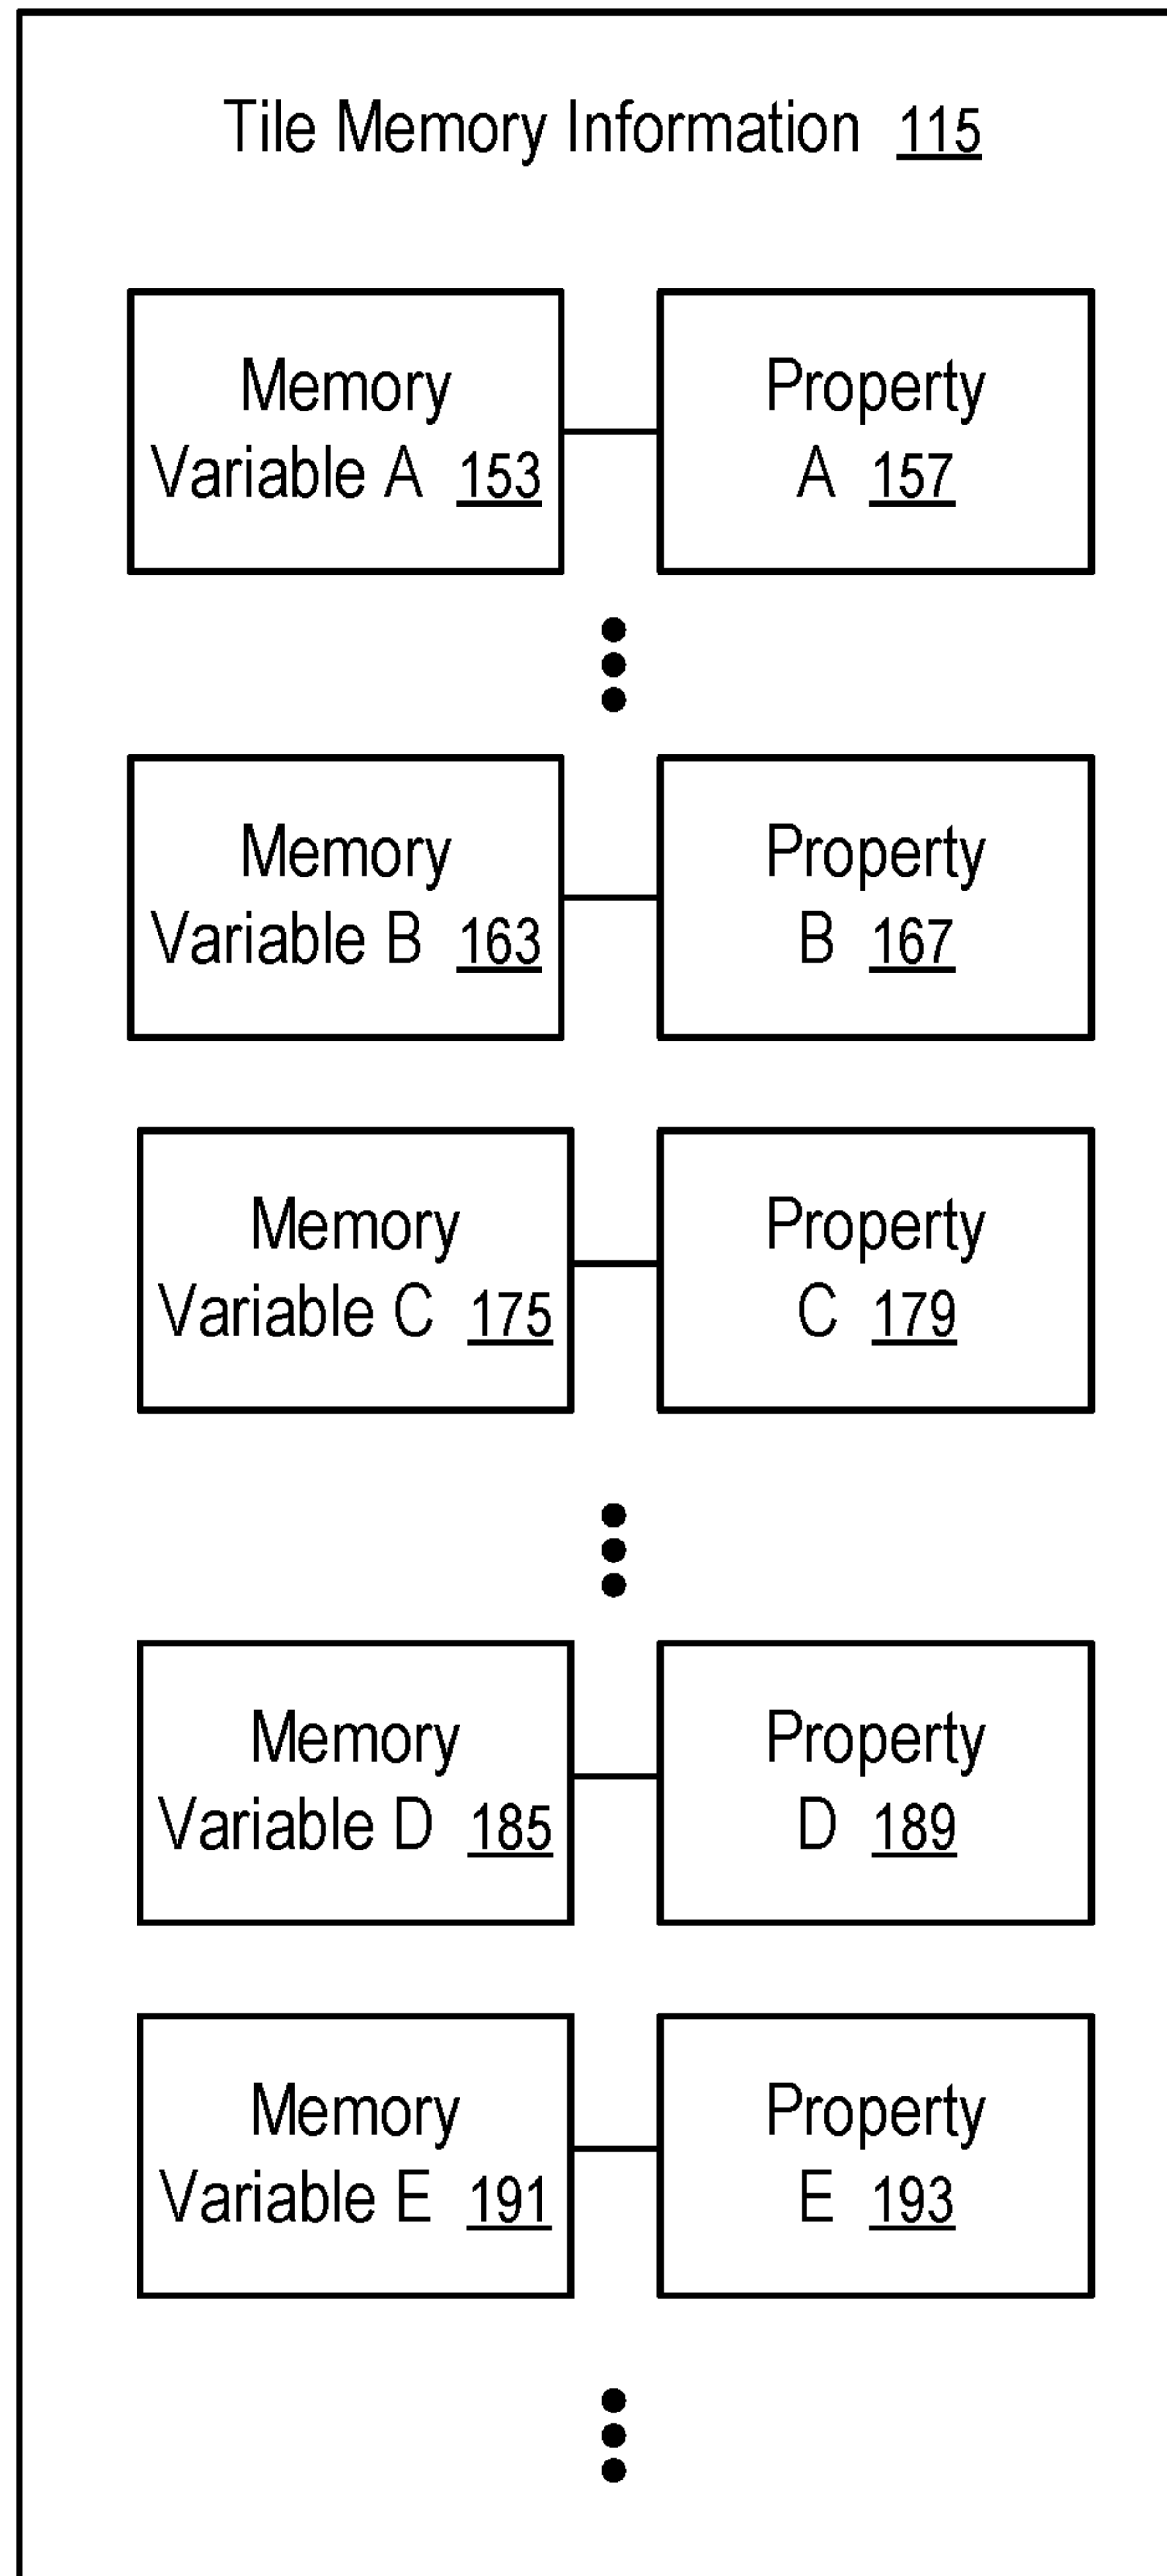 Tile Memory Information 115
Memory
Variable A 153
Property
A 157
Memory
Variable B 163
Property
B 167
Memory
Variable C 175
Property
C 179
Memory
Variable D 185
Property
D 189
Memory
Variable E 191
Property
E 193